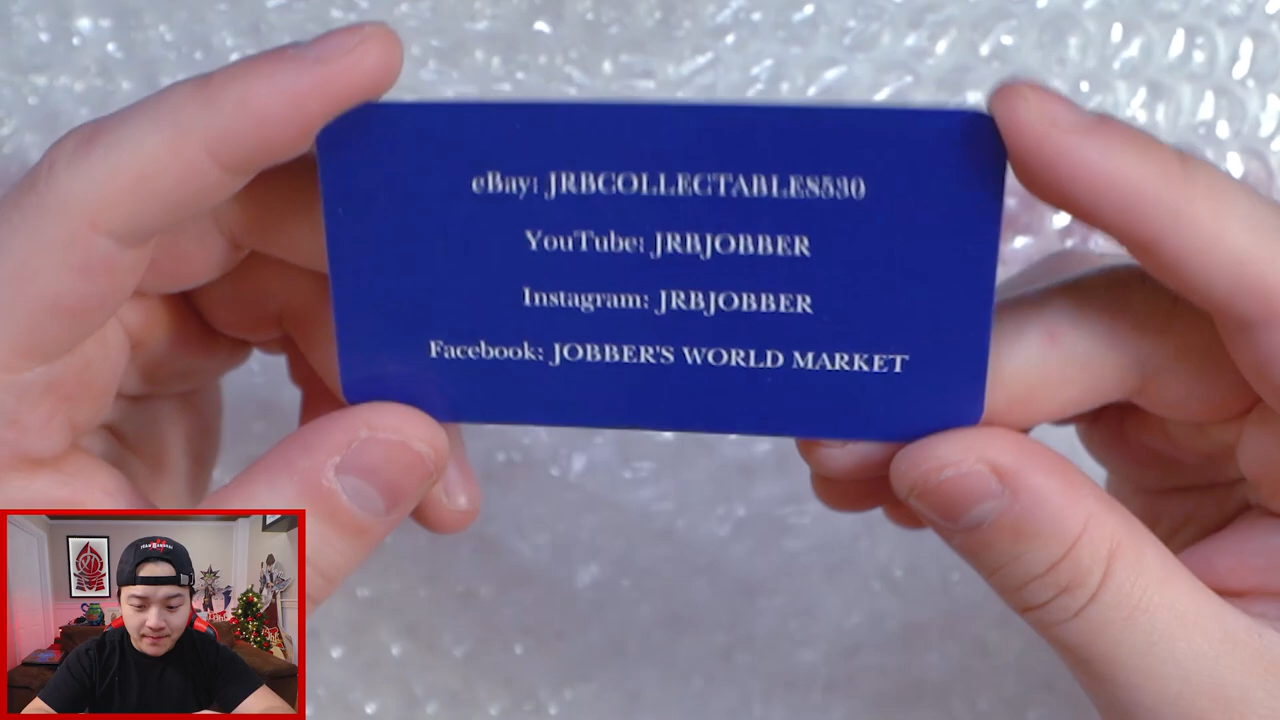 eBay: JRBCOLLECTABLES530
YouTube: JRBJOBBER
Instagram: JRBJOBBER
Facebook: JOBBER'S WORLD MARKET